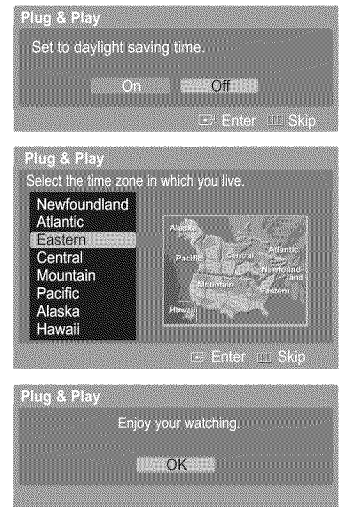 Plug & Play
Set to daylight saving time.
On Off
Enter Skip
Plug & Play
Select the time zone in which you live.
Newfoundland
Atlantic
Eastern
Central
Mountain
Pacific
Alaska
Hawaii
Alaska
Pacific Central Atlantic
Newfound-
land
Mountain Eastern
Hawaii
Enter Skip
Plug & Play
Enjoy your watching.
OK